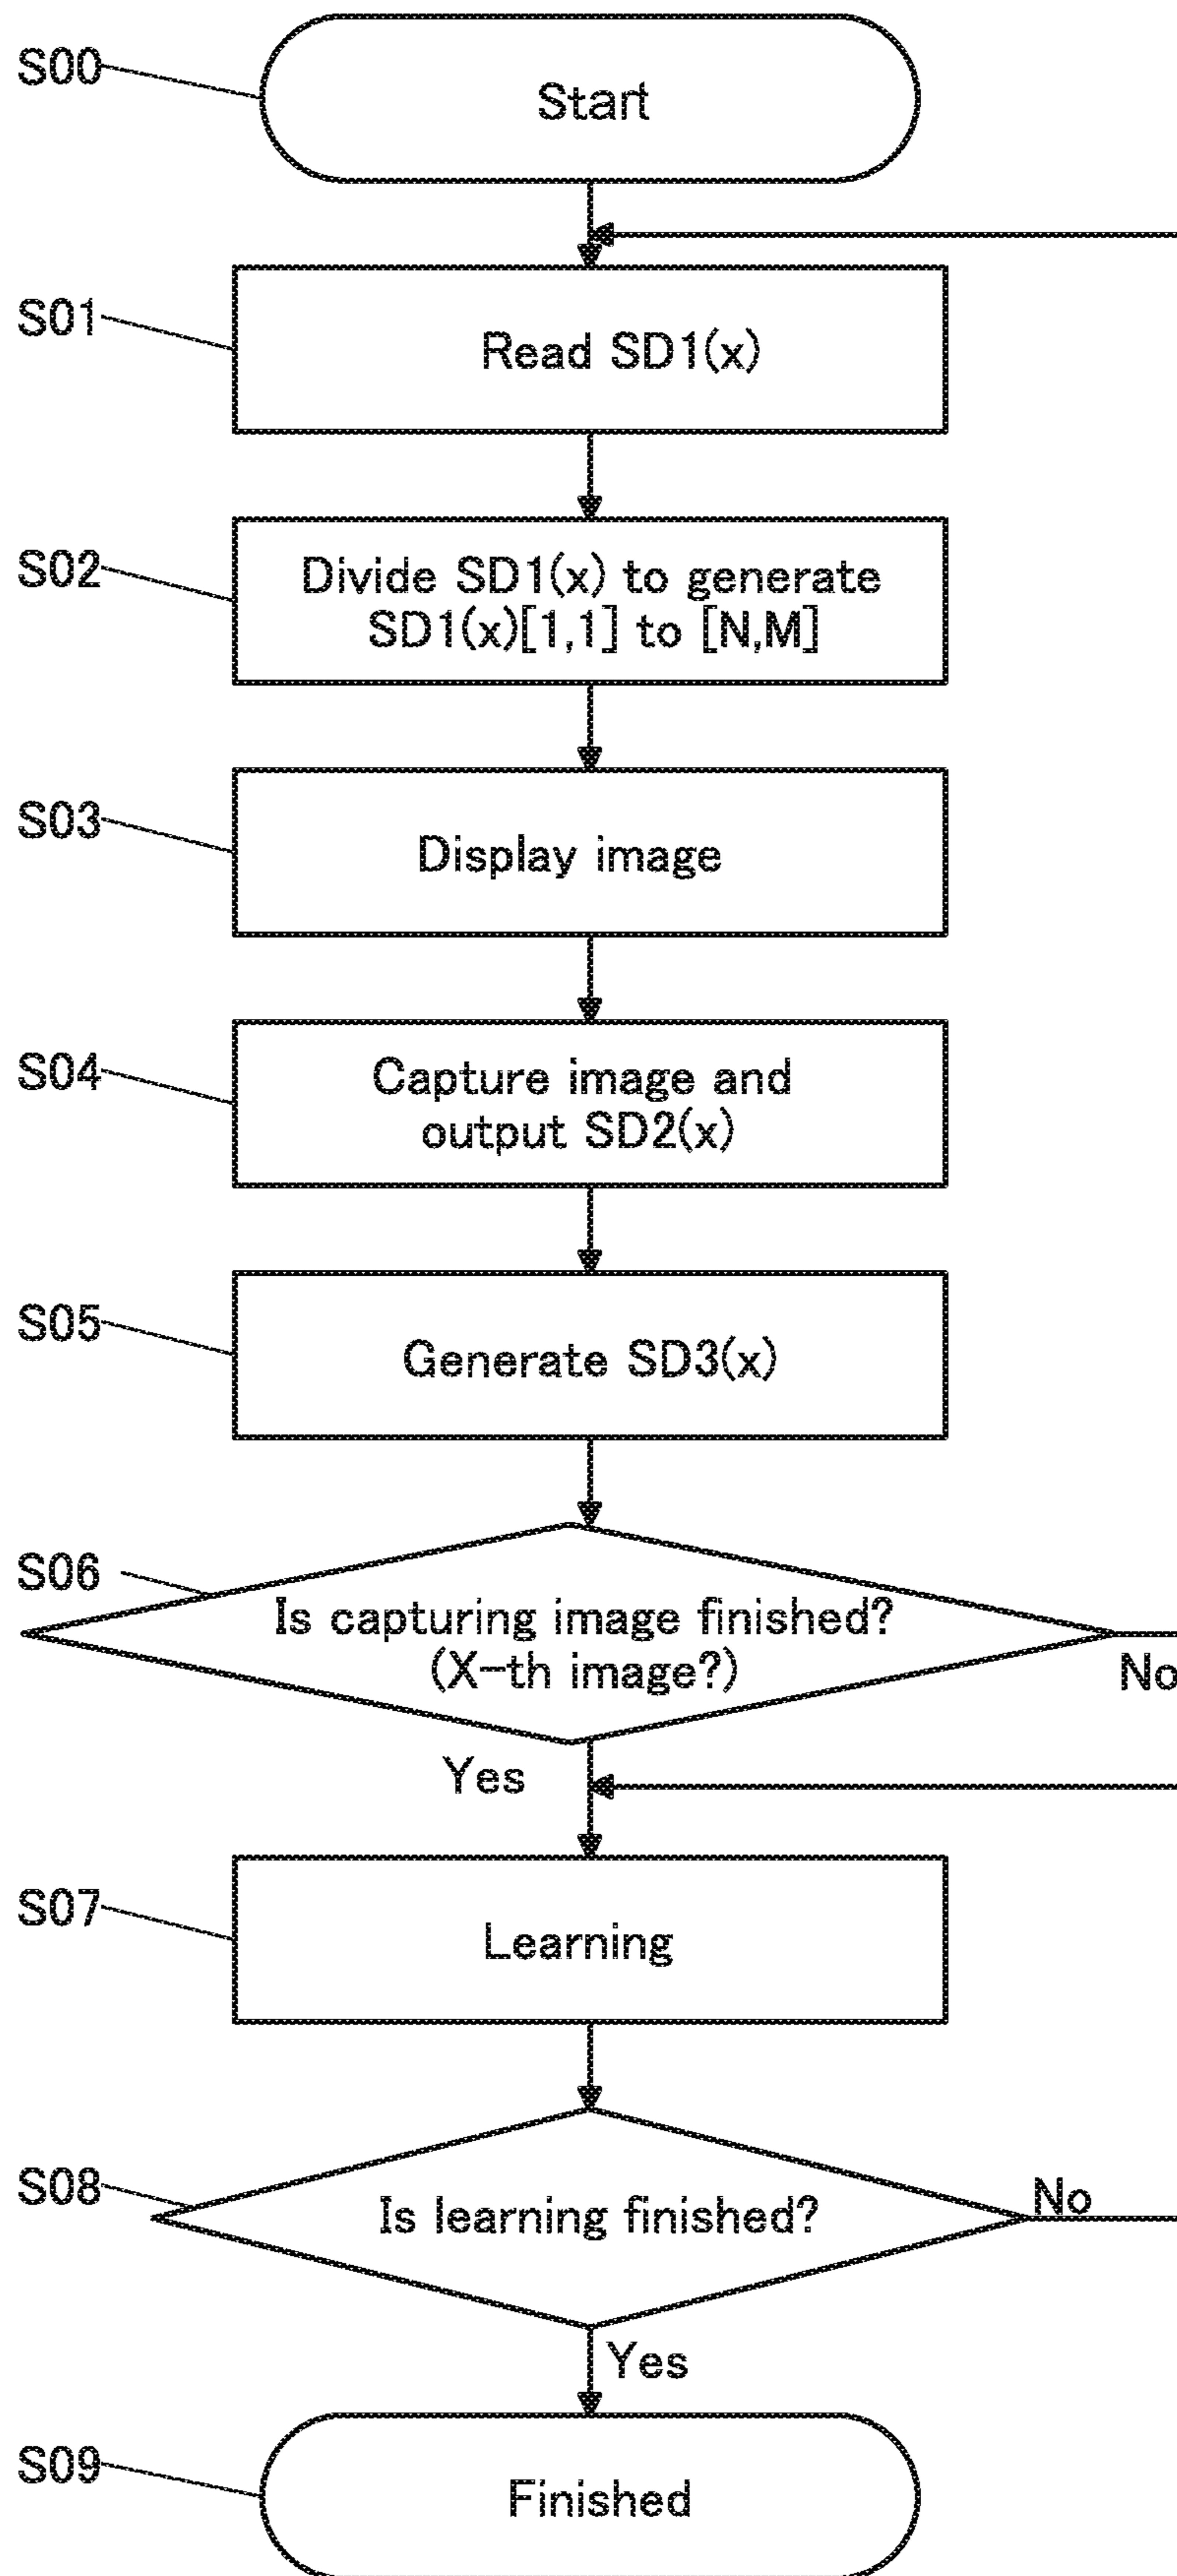 S00
Start
S01
Read SD1(x)
S02
Divide SD1(x) to generate
SD1(x)[1,1] to [N,M]
S03
Display image
S04
Capture image and
output SD2(x)
S05
Generate SD3(x)
S06
Is capturing image finished?
(X-th image?)
No
Yes
S07
Learning
S08
Is learning finished?
No
Yes
S09
Finished